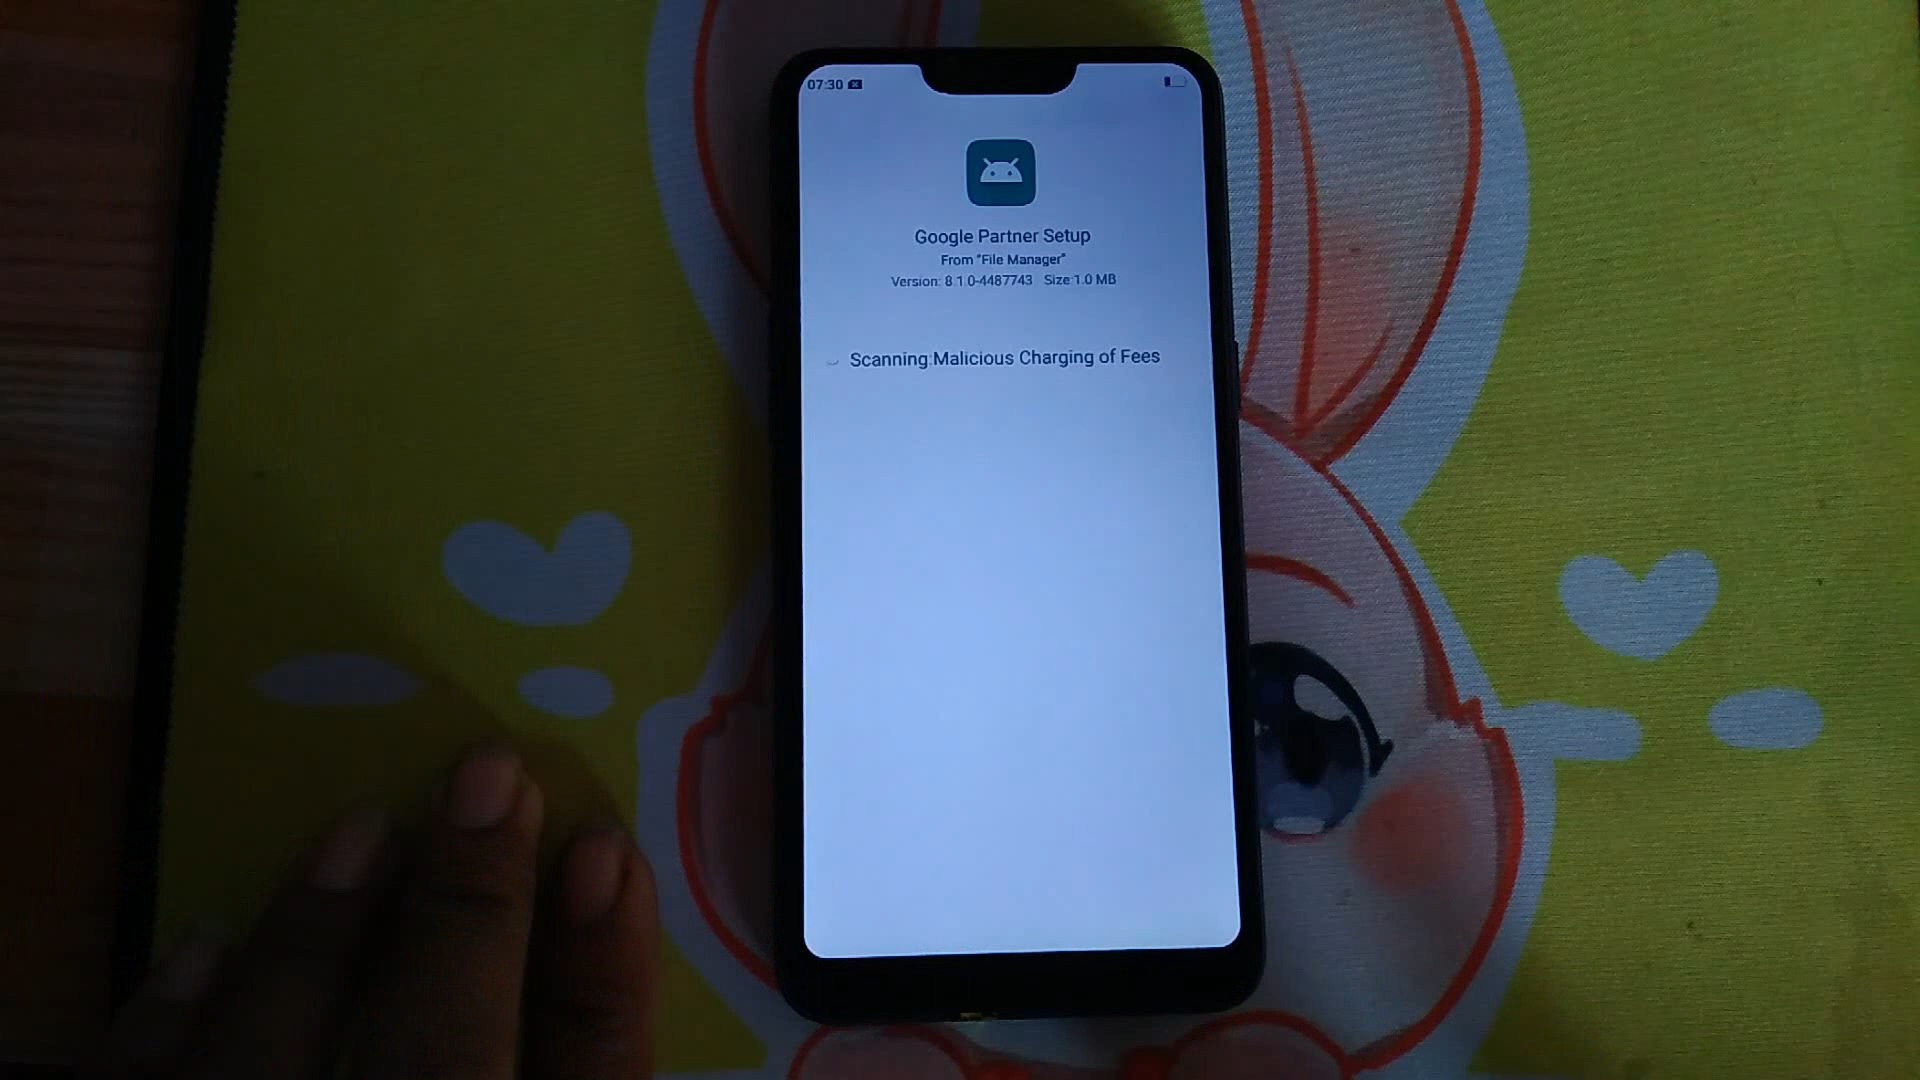 07:30
Google Partner Setup
From "File Manager"
Version: 8.1.0-4487743 Size:1.0 MB
Scanning:Malicious Charging of Fees